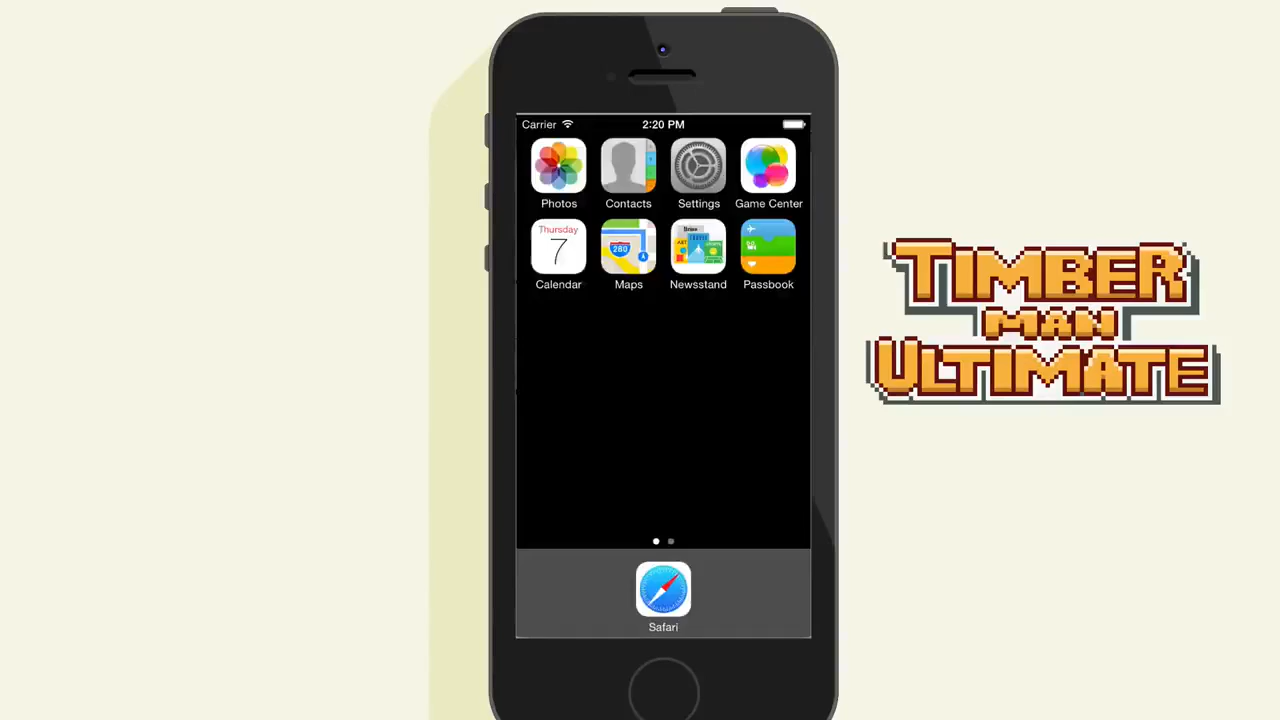 Carrier 2:20 PM
Photos Contacts Settings Game Center
Thursday
7
280
Calendar Maps Newsstand Passbook
Safari
TIMBER
MAN
ULTIMATE